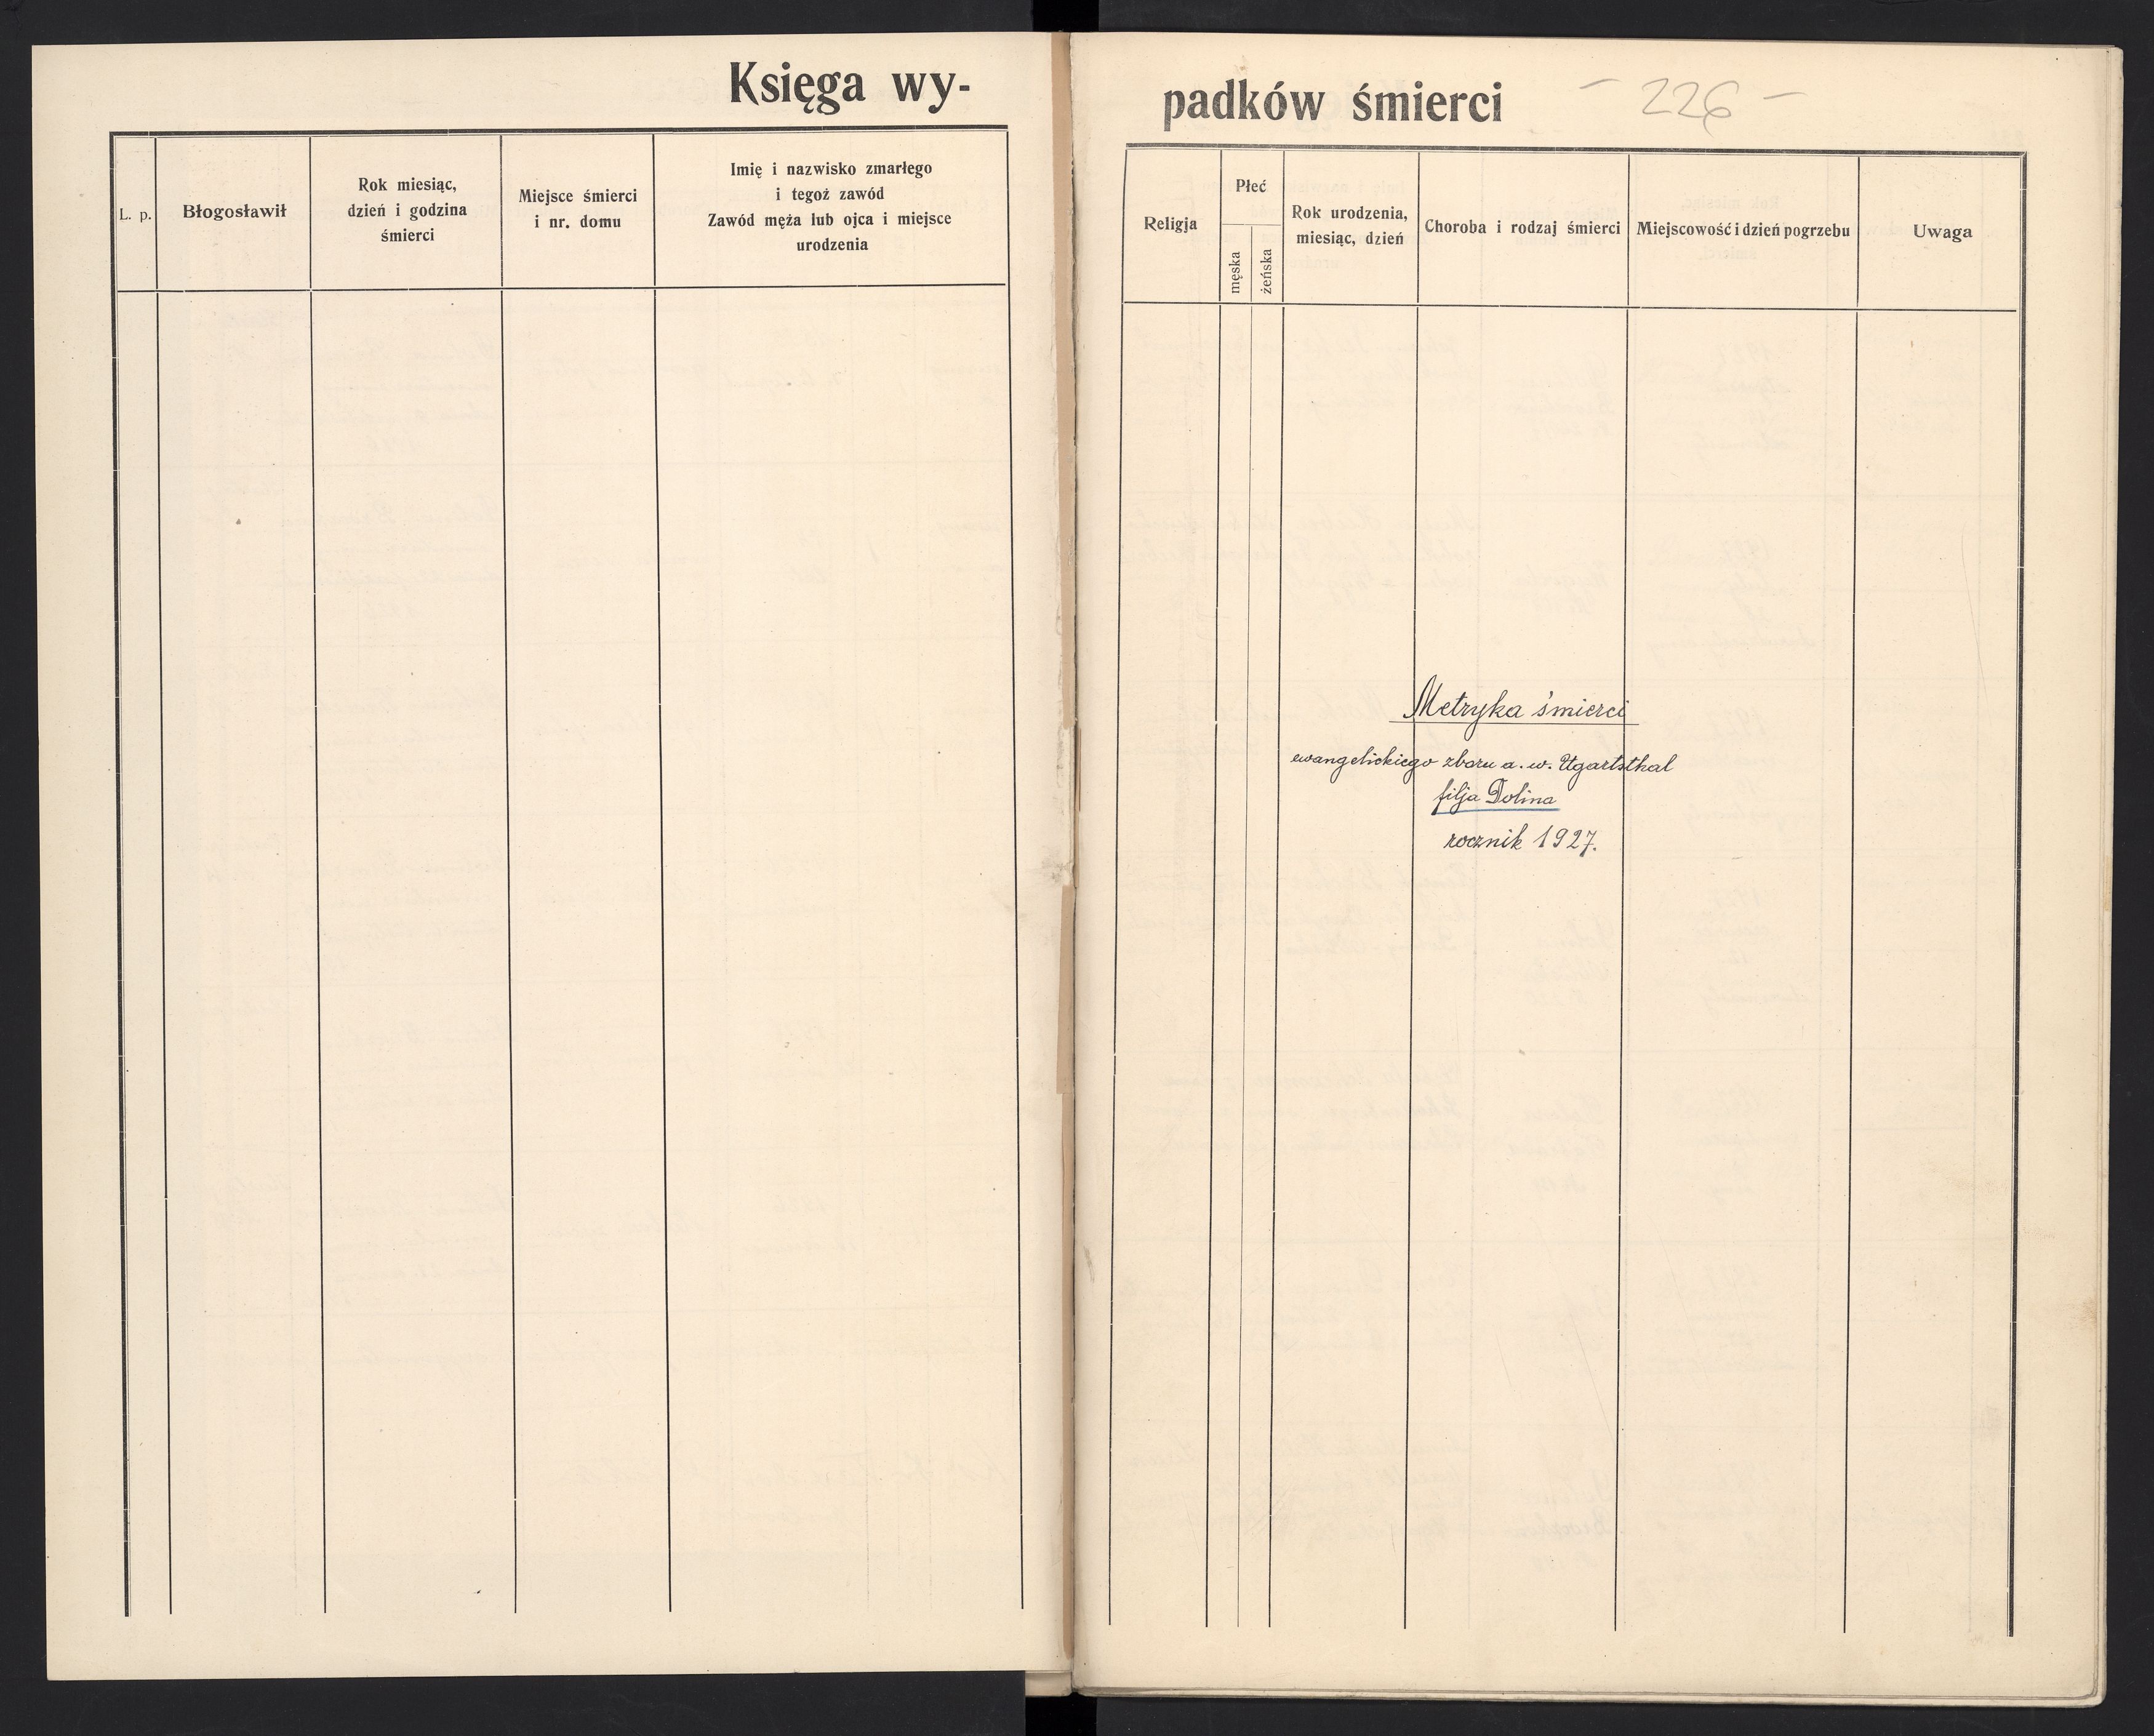 Księga wy-
L. p.
Błogosławił
Rok miesiąc,
dzień i godzina
śmierci
Miejsce śmierci
i nr. domu
Imię i nazwisko zmarłego
i tegoż zawód
Zawód męża lub ojca i miejsce
urodzenia
padków śmierci
- 226 -
Religja
Płeć
męska
żeńska
Rok urodzenia,
miesiąc, dzień
Choroba i rodzaj śmierci
Miejscowość i dzień pogrzebu
Uwaga
Metryka śmierci
ewangelickiego zboru a. w. Ugartsthal
filja Dolina
rocznik 1927.